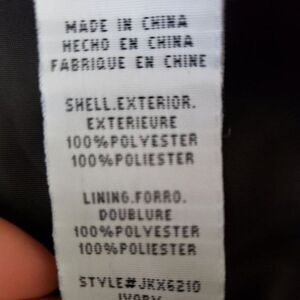 MADE IN CHINA
HECHO EN CHINA
FABRIQUE EN CHINE
SHELL.EXTERIOR.
EXTERIEURE
100%POLYESTER
100%POLIESTER
LINING.FORRO.
DOUBLURE
100%POLYESTER
100%POLIESTER
STYLE#JKX6210
IVORY